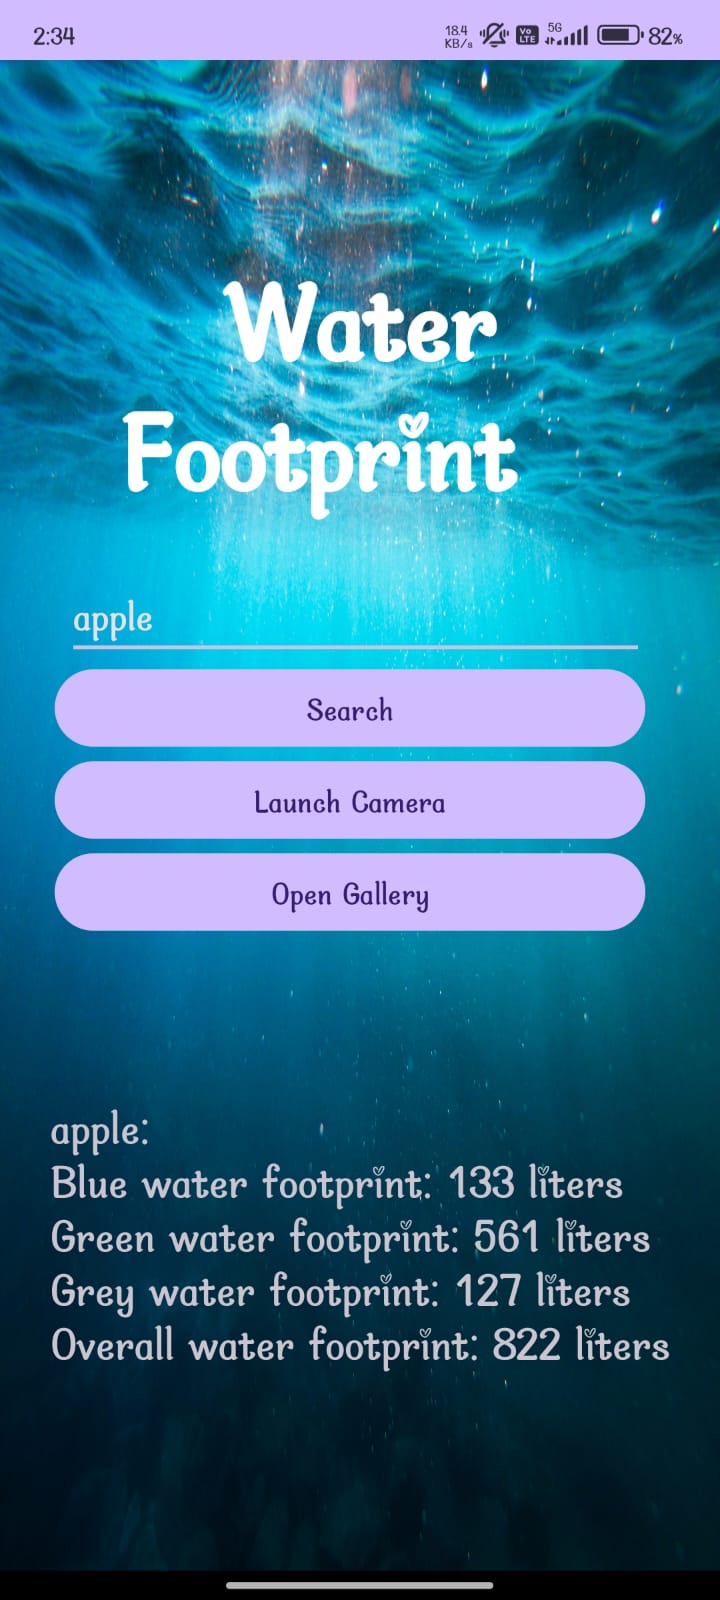 2:34 18.4 KB/s Vo LTE 5G 82%
Water
Footprint
apple
Search
Launch Camera
Open Gallery
apple:
Blue water footprint: 133 liters
Green water footprint: 561 liters
Grey water footprint: 127 liters
Overall water footprint: 822 liters